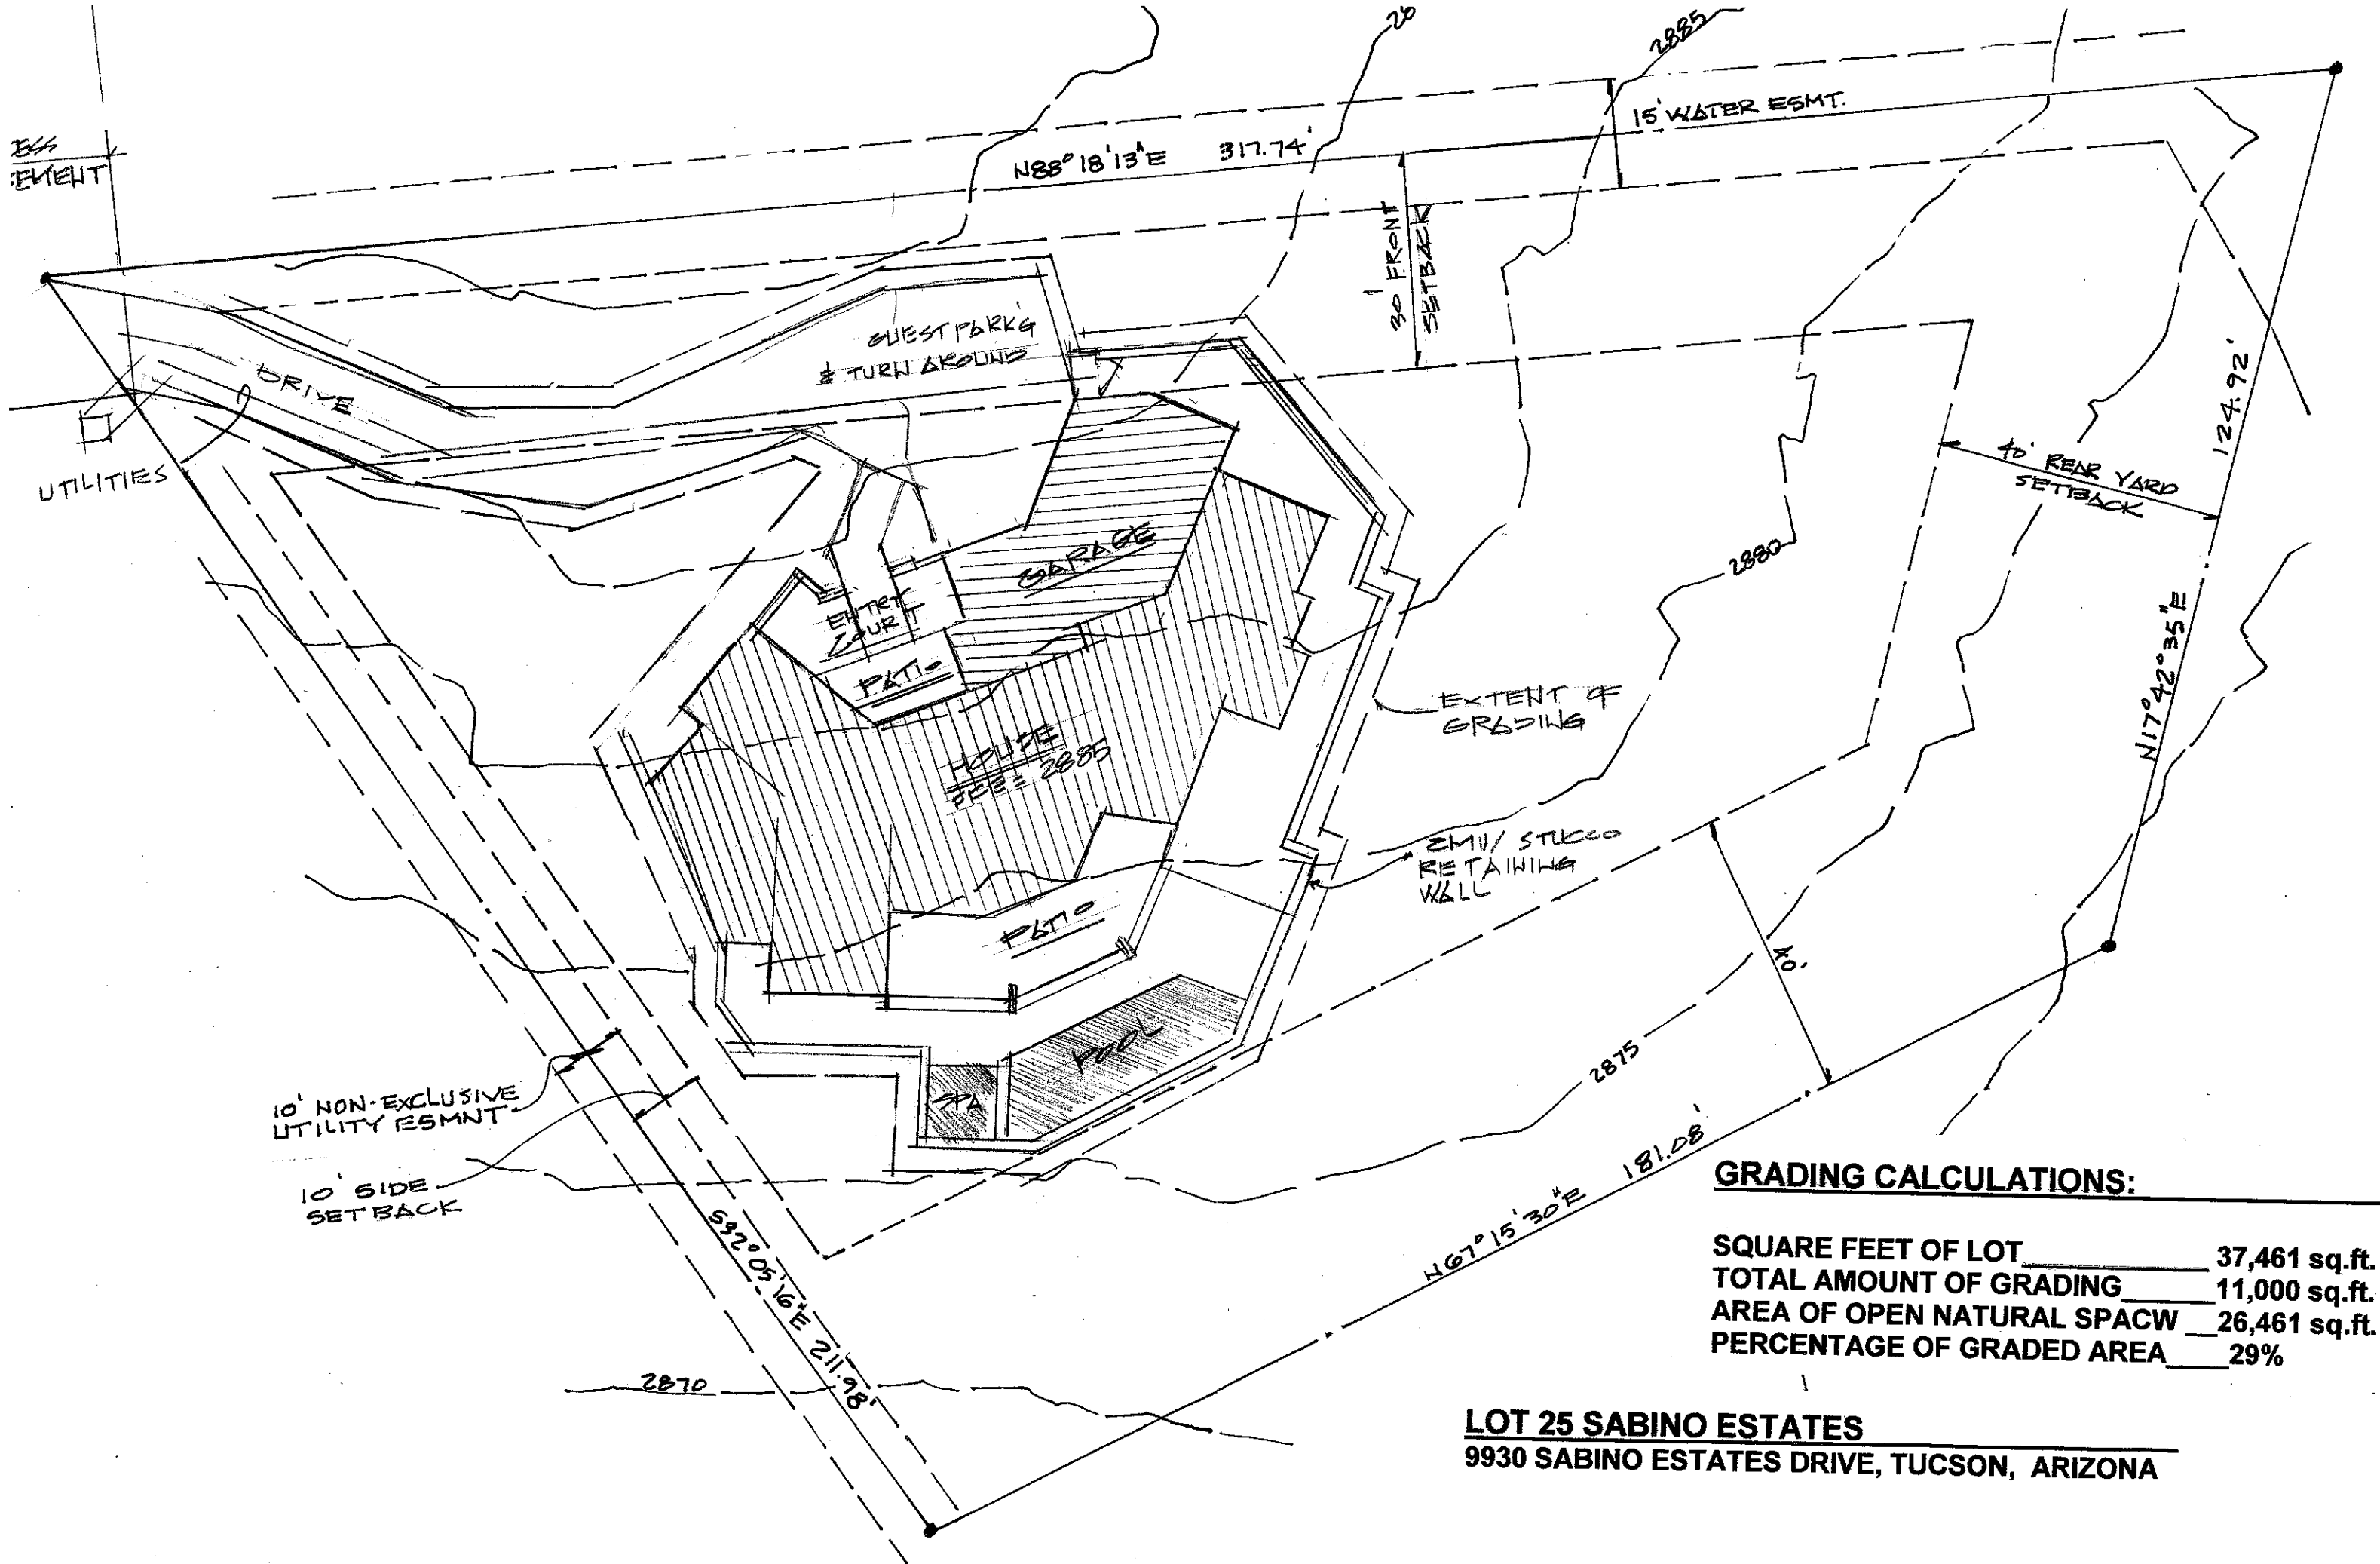 2885
15' WATER ESMT.
N88° 18' 13" E 317.74'
30' FRONT
SETBACK
GUEST PARK'G
& TURN AROUND
DRIVE
UTILITIES
124.92'
40' REAR YARD
SETBACK
2880
N17° 42° 35" E
GARAGE
ENTRY
COURT
PATIO
EXTENT OF
GRADING
HOUSE
FFE= 2885
STUCCO
RETAINING
WALL
PATIO
40'
POOL
SPA
2875
10' NON-EXCLUSIVE
UTILITY ESMNT
10' SIDE
SETBACK
S32° 05' 16" E 211.98'
N67° 15' 30" E 181.08'
2870
GRADING CALCULATIONS:
SQUARE FEET OF LOT 37,461 sq.ft.
TOTAL AMOUNT OF GRADING 11,000 sq.ft.
AREA OF OPEN NATURAL SPACW 26,461 sq.ft.
PERCENTAGE OF GRADED AREA 29%
LOT 25 SABINO ESTATES
9930 SABINO ESTATES DRIVE, TUCSON, ARIZONA